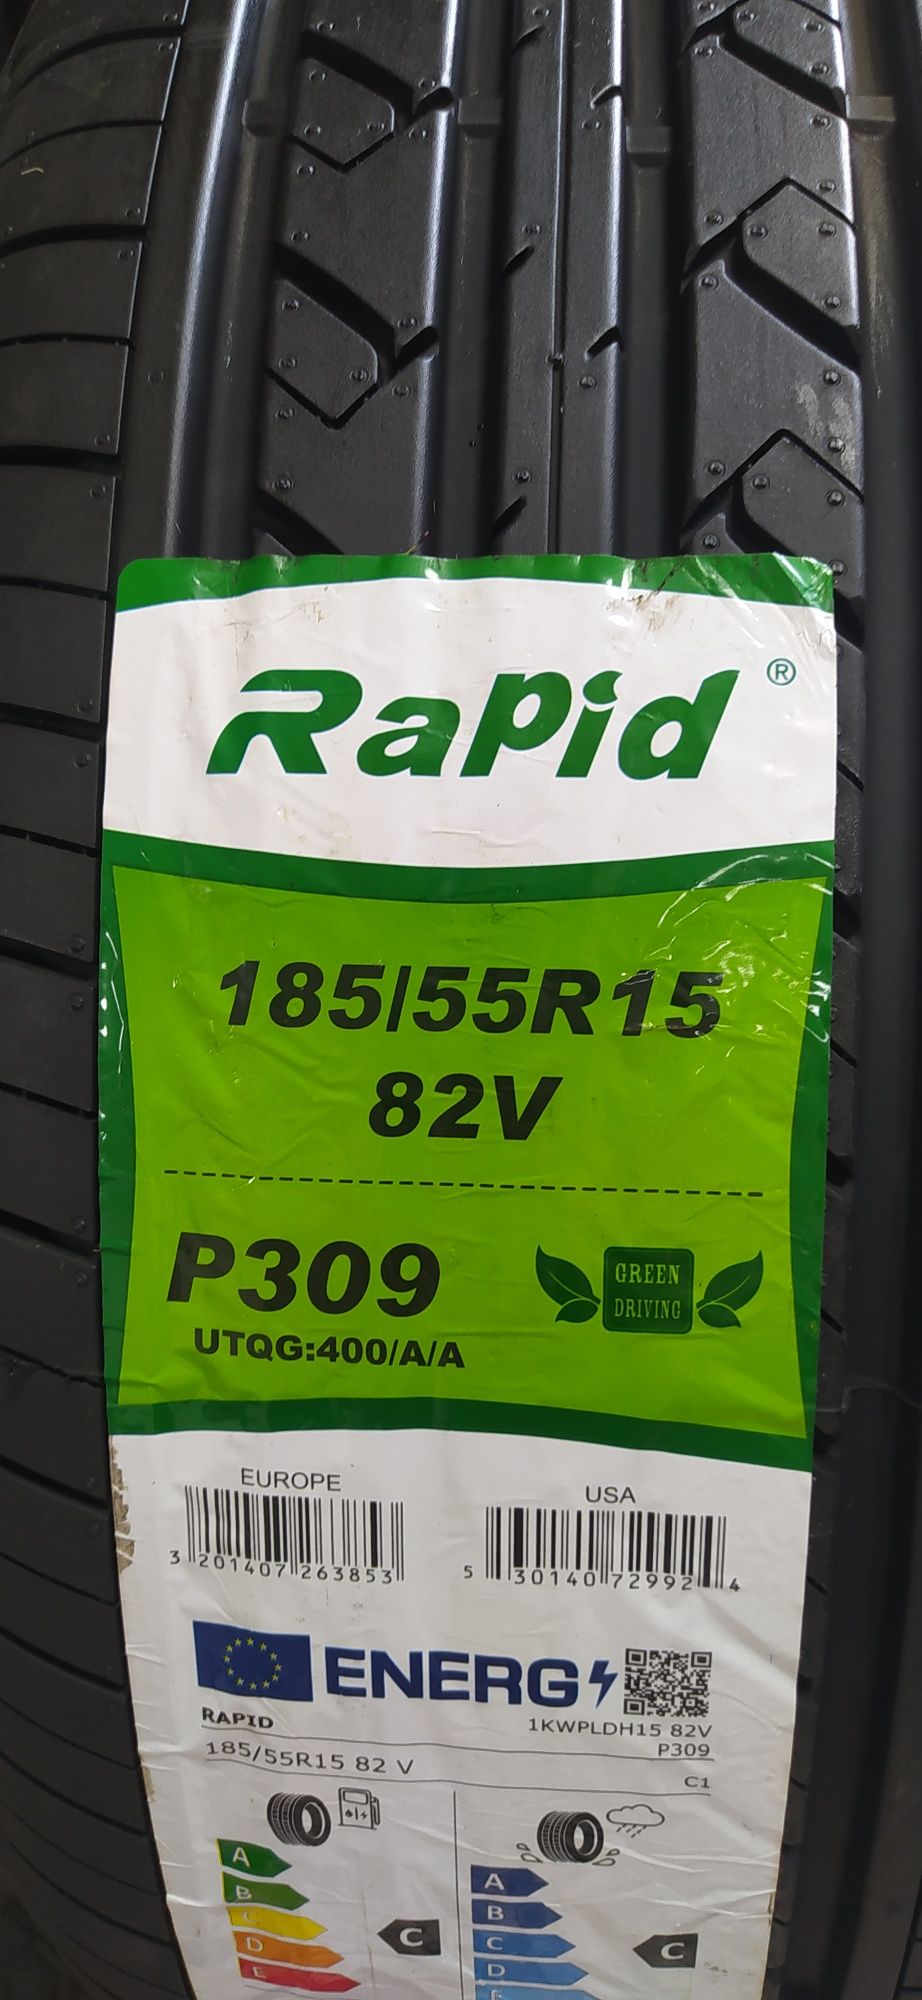 Rapid®
185/55R15
82V
P309
GREEN
DRIVING
UTQG:400/A/A
EUROPE
USA
3 201407 263853
5 30140 72992 4
ENERG
RAPID
1KWPLDH15 82V
P309
185/55R15 82 V
C1
A
B
C
D
E
C
A
B
C
D
E
C